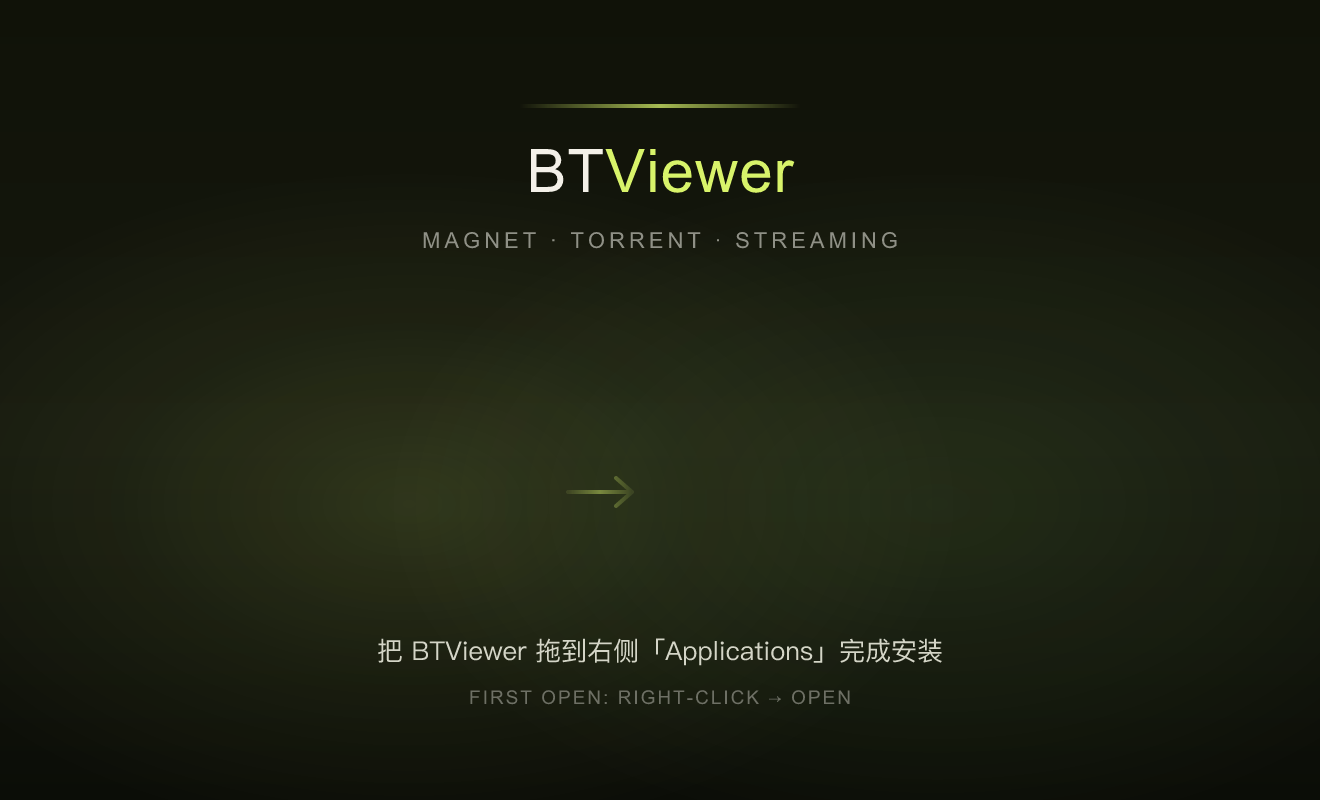 BTViewer
MAGNET · TORRENT · STREAMING
把 BTViewer 拖到右侧「Applications」完成安装
FIRST OPEN: RIGHT-CLICK → OPEN